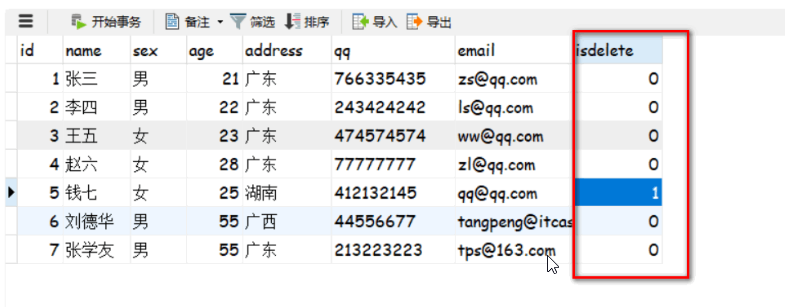 开始事务 备注 筛选 排序 导入 导出
id name sex age address qq email isdelete
1 张三 男 21 广东 766335435 zs@qq.com 0
2 李四 男 22 广东 243424242 ls@qq.com 0
3 王五 女 23 广东 474574574 ww@qq.com 0
4 赵六 女 28 广东 77777777 zl@qq.com 0
5 钱七 女 25 湖南 412132145 qq@qq.com 1
6 刘德华 男 55 广西 44556677 tangpeng@itcas 0
7 张学友 男 55 广东 213223223 tps@163.com 0